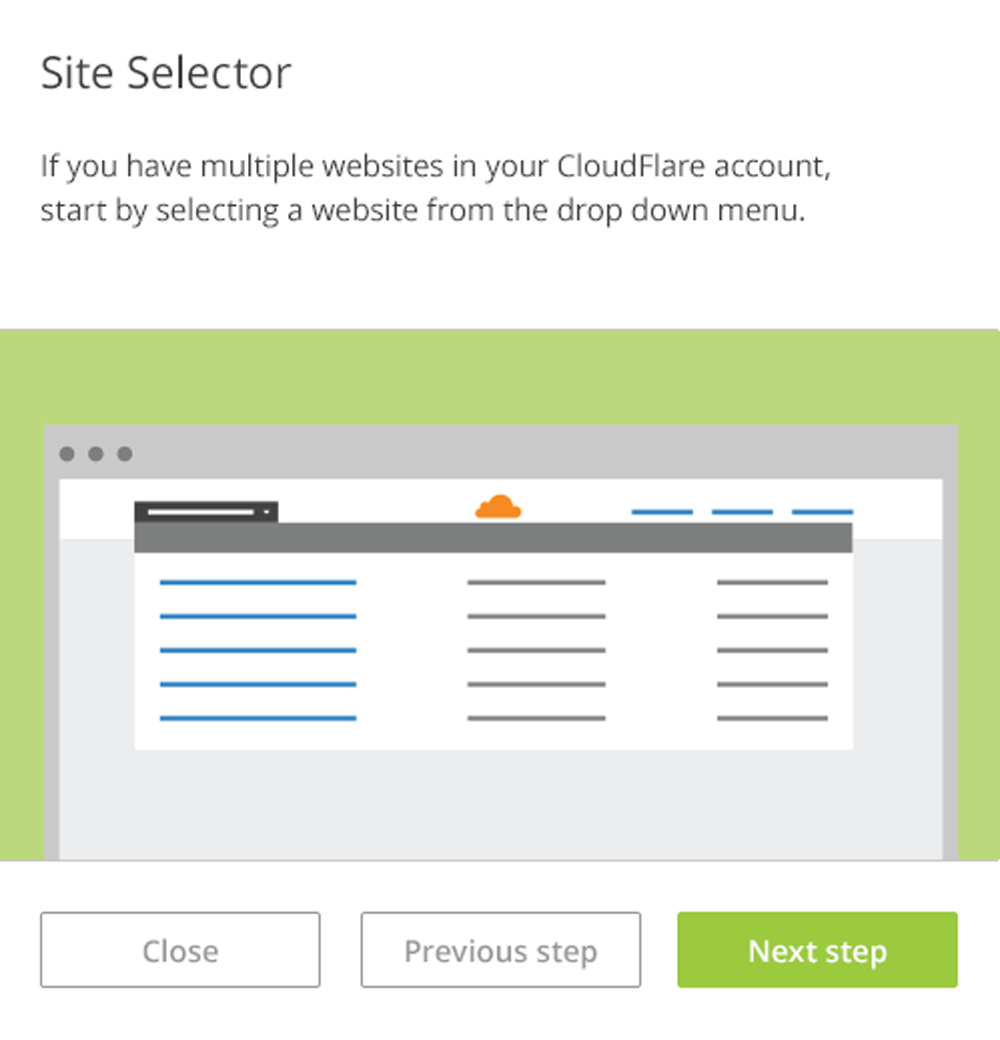 Site Selector
If you have multiple websites in your CloudFlare account,
start by selecting a website from the drop down menu.
Close
Previous step
Next step